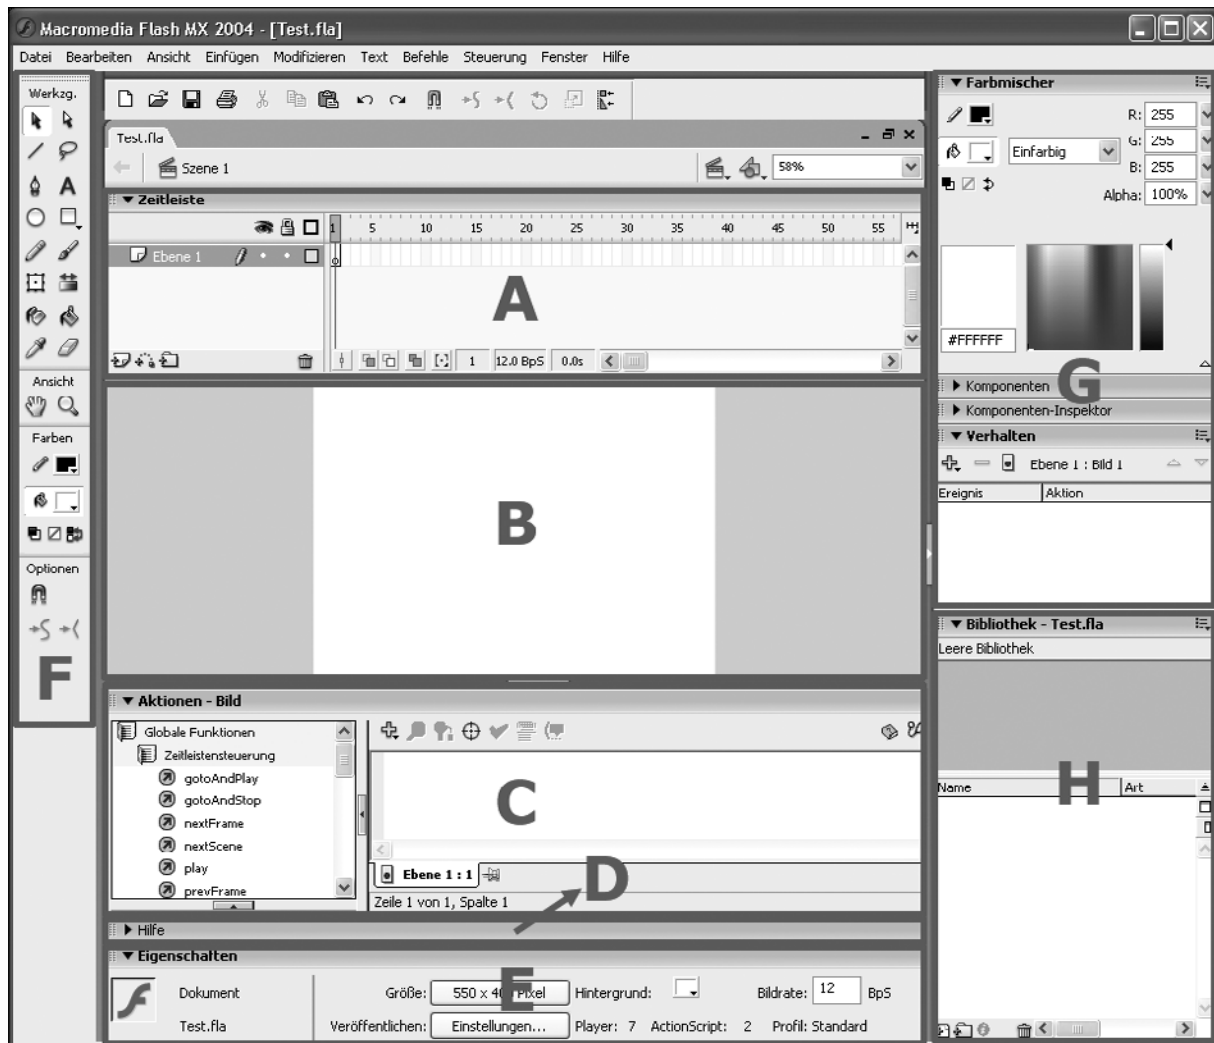 Macromedia Flash MX 2004 - [Test.fla]
Datei Bearbeiten Ansicht Einfügen Modifizieren Text Befehle Steuerung Fenster Hilfe
Werkzg.
A
Ansicht
Farben
Optionen
F
Test.fla
Szene 1
58%
Zeitleiste
1 5 10 15 20 25 30 35 40 45 50 55
Ebene 1
A
1 12.0 BpS 0.0s
B
Aktionen - Bild
Globale Funktionen
Zeitleistensteuerung
gotoAndPlay
gotoAndStop
nextFrame
nextScene
play
prevFrame
C
Ebene 1 : 1
D
Zeile 1 von 1, Spalte 1
Hilfe
Eigenschaften
E
Dokument
Test.fla
Größe: 550 x 400 Pixel Hintergrund: Bildrate: 12 BpS
Veröffentlichen: Einstellungen... Player: 7 ActionScript: 2 Profil: Standard
Farbmischer
R: 255
Einfarbig
G: 255
B: 255
Alpha: 100%
#FFFFFF
G
Komponenten
Komponenten-Inspektor
Verhalten
Ebene 1 : Bild 1
Ereignis Aktion
Bibliothek - Test.fla
Leere Bibliothek
H
Name Art